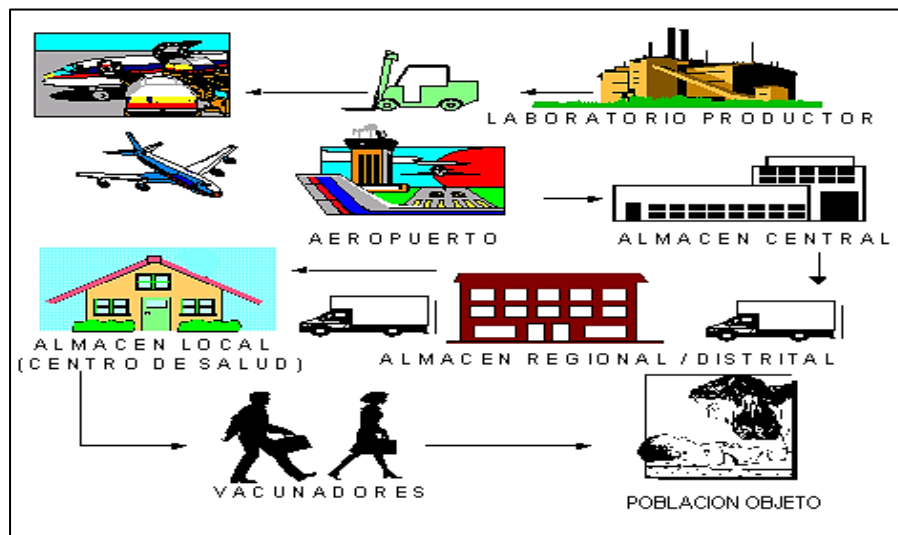 LABORATORIO PRODUCTOR
AEROPUERTO
ALMACEN CENTRAL
ALMACEN LOCAL
(CENTRO DE SALUD)
ALMACEN REGIONAL / DISTRITAL
VACUNADORES
POBLACION OBJETO